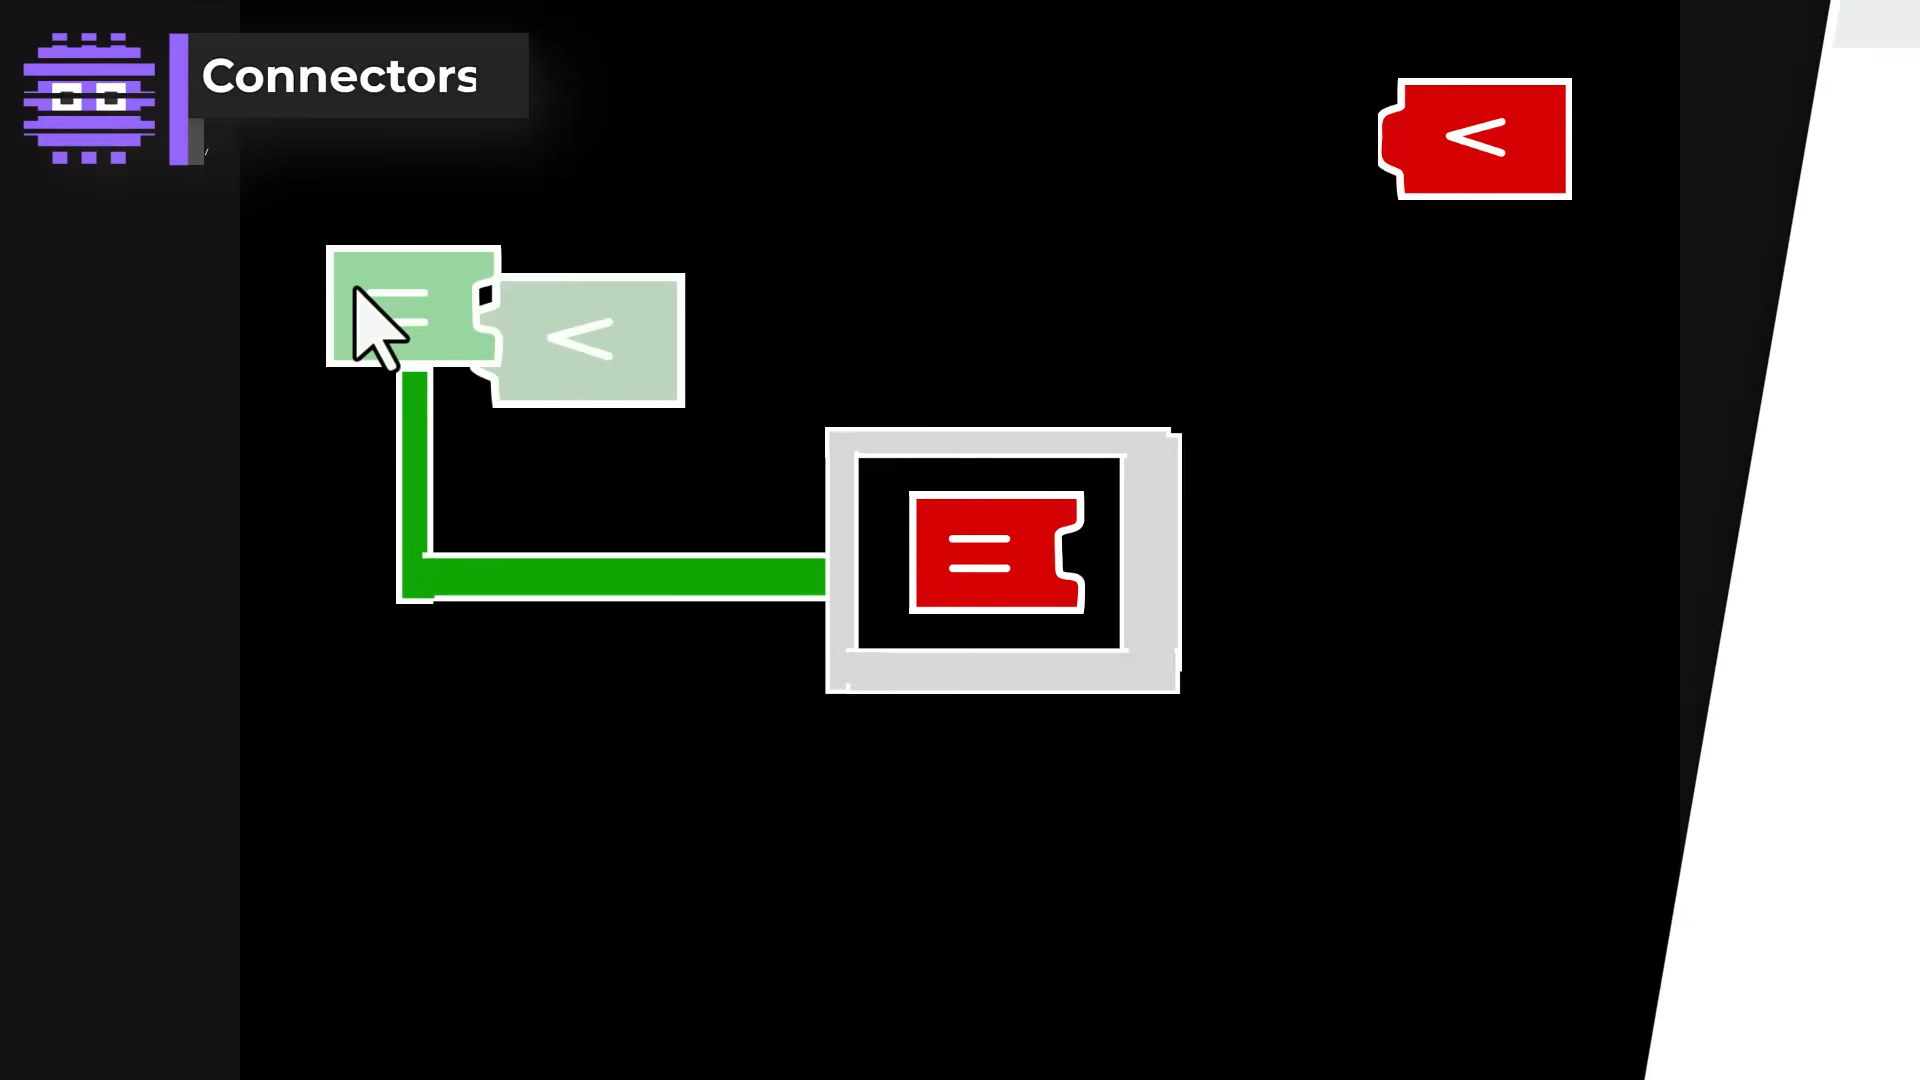 Connectors
<
=
<
=